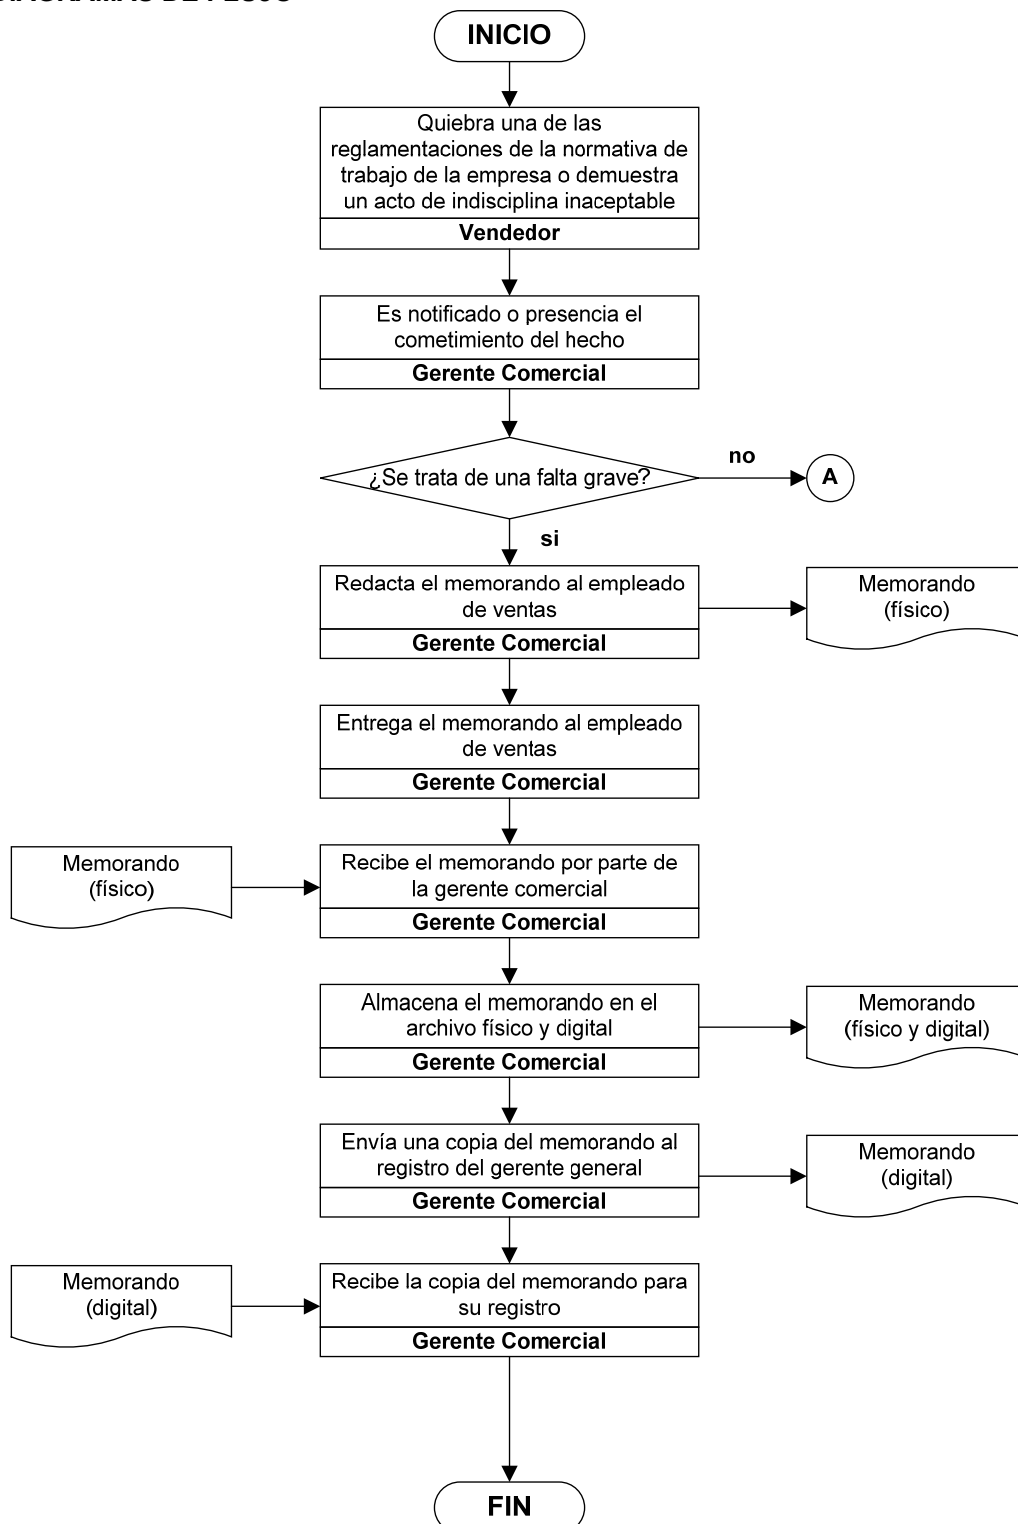 INICIO
Quiebra una de las
reglamentaciones de la normativa de
trabajo de la empresa o demuestra
un acto de indisciplina inaceptable
Vendedor
Es notificado o presencia el
cometimiento del hecho
Gerente Comercial
¿Se trata de una falta grave?
no
A
si
Redacta el memorando al empleado
de ventas
Gerente Comercial
Memorando
(físico)
Entrega el memorando al empleado
de ventas
Gerente Comercial
Memorando
(físico)
Recibe el memorando por parte de
la gerente comercial
Gerente Comercial
Almacena el memorando en el
archivo físico y digital
Gerente Comercial
Memorando
(físico y digital)
Envía una copia del memorando al
registro del gerente general
Gerente Comercial
Memorando
(digital)
Memorando
(digital)
Recibe la copia del memorando para
su registro
Gerente Comercial
FIN